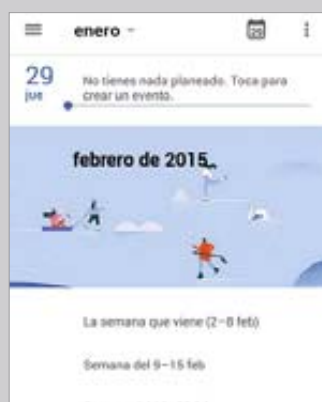 enero
29
29 No tienes nada planeado. Toca para
jue crear un evento.
febrero de 2015
La semana que viene (2–8 feb)
Semana del 9–15 feb